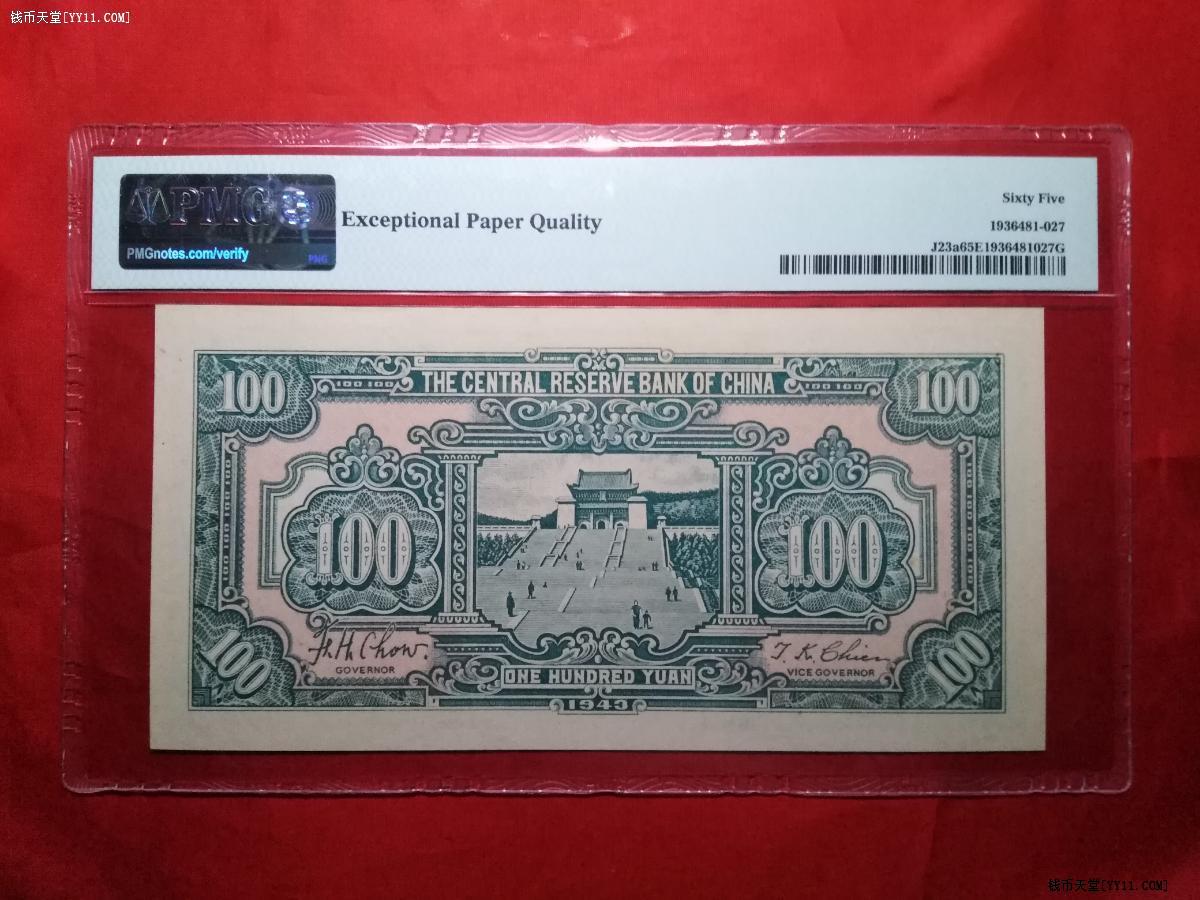 钱币天堂[YY11.COM]
PMG
PMGnotes.com/verify
PMG
Exceptional Paper Quality
Sixty Five
1936481-027
J23a65E1936481027G
100
THE CENTRAL RESERVE BANK OF CHINA
100
100 100
100 100
100
100
F. H. Chow.
GOVERNOR
T. K. Chien
VICE GOVERNOR
100
ONE HUNDRED YUAN
100
1943
钱币天堂[YY11.COM]